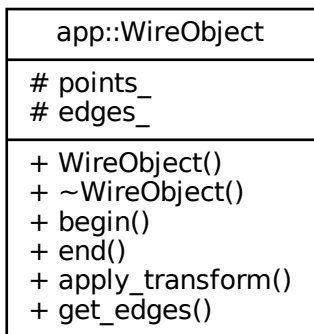 app::WireObject
# points_
# edges_
+ WireObject()
+ ~WireObject()
+ begin()
+ end()
+ apply_transform()
+ get_edges()